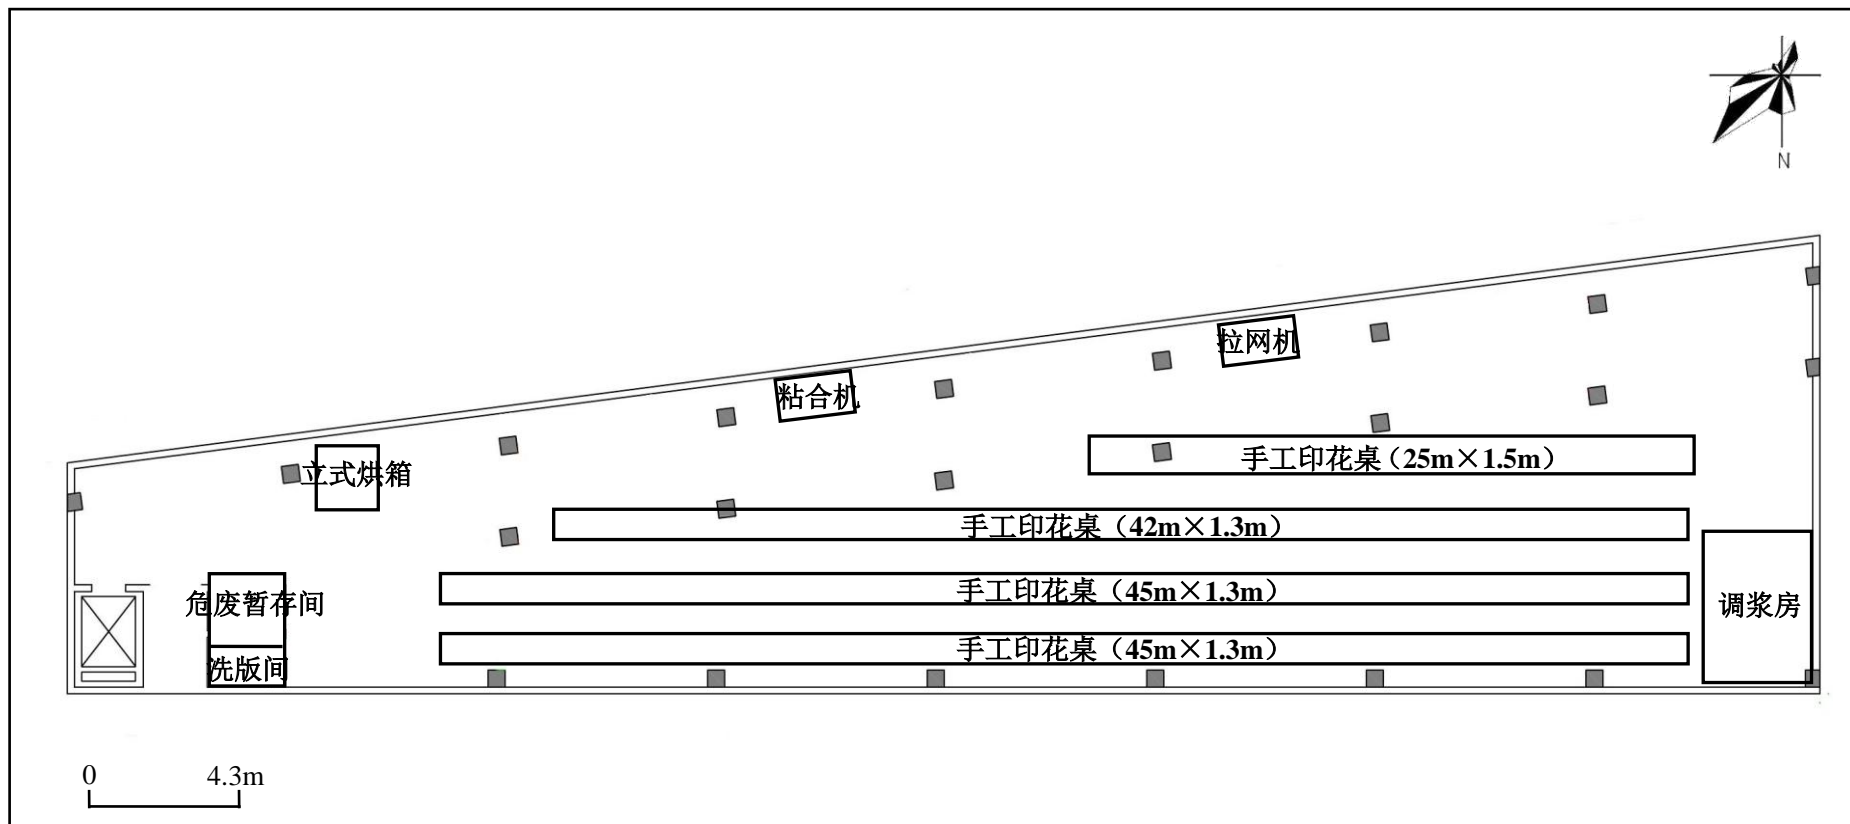 N
拉网机
粘合机
手工印花桌（25m×1.5m）
立式烘箱
手工印花桌（42m×1.3m）
手工印花桌（45m×1.3m）
危废暂存间
调浆房
手工印花桌（45m×1.3m）
洗版间
0 4.3m